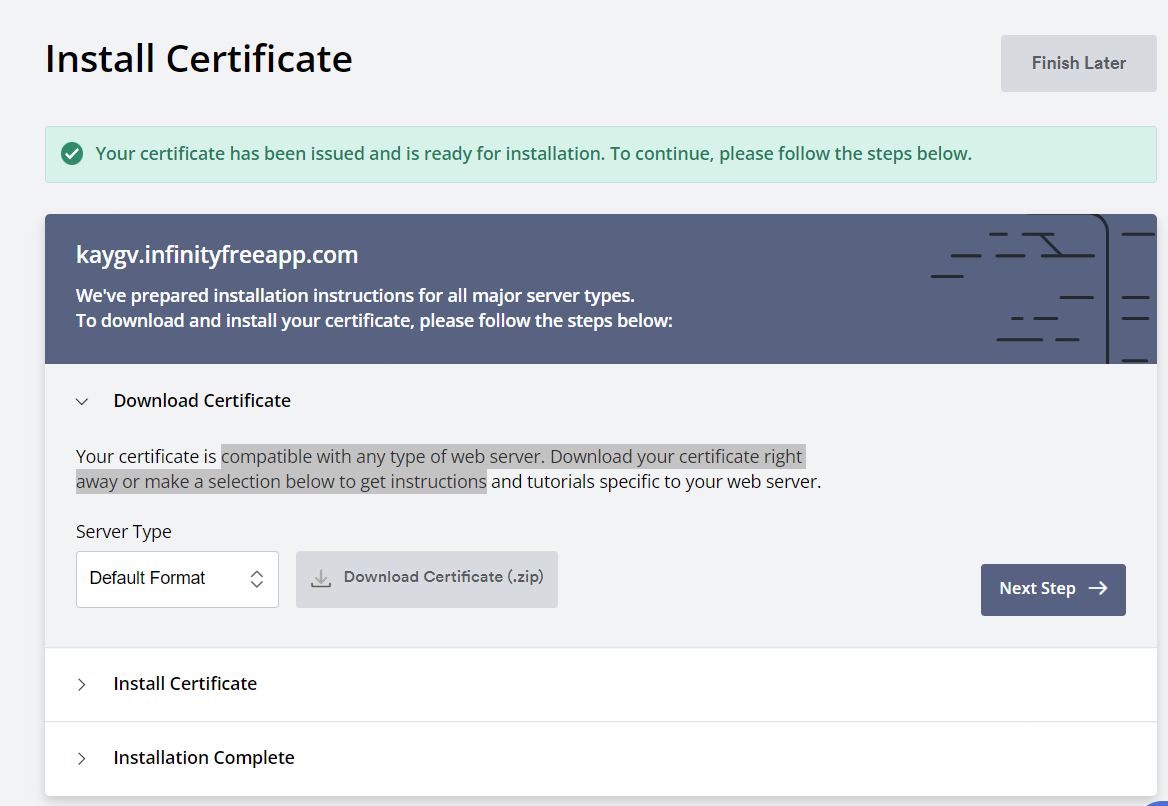 Install Certificate
Finish Later
Your certificate has been issued and is ready for installation. To continue, please follow the steps below.
kaygv.infinityfreeapp.com
We've prepared installation instructions for all major server types.
To download and install your certificate, please follow the steps below:
Download Certificate
Your certificate is compatible with any type of web server. Download your certificate right
away or make a selection below to get instructions and tutorials specific to your web server.
Server Type
Default Format
Download Certificate (.zip)
Next Step
Install Certificate
Installation Complete